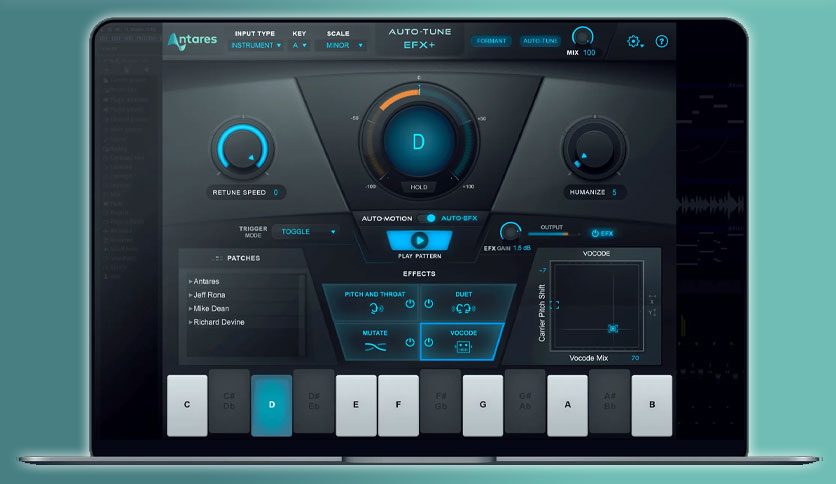 Antares
INPUT TYPE KEY SCALE
INSTRUMENT A MINOR
AUTO-TUNE
EFX+
FORMANT AUTO-TUNE
MIX 100
?
0
-50 +50
D
-100 +100
HOLD
RETUNE SPEED 0
HUMANIZE 5
AUTO-MOTION AUTO-EFX
TRIGGER
MODE
TOGGLE
PLAY PATTERN
EFX GAIN 1.5 dB
OUTPUT
EFX
PATCHES
Antares
Jeff Rona
Mike Dean
Richard Devine
EFFECTS
PITCH AND THROAT DUET
MUTATE VOCODE
VOCODE
-7
Carrier Pitch Shift
X
Y
Vocode Mix 70
C C# Db D D# Eb E F F# Gb G G# Ab A A# Bb B